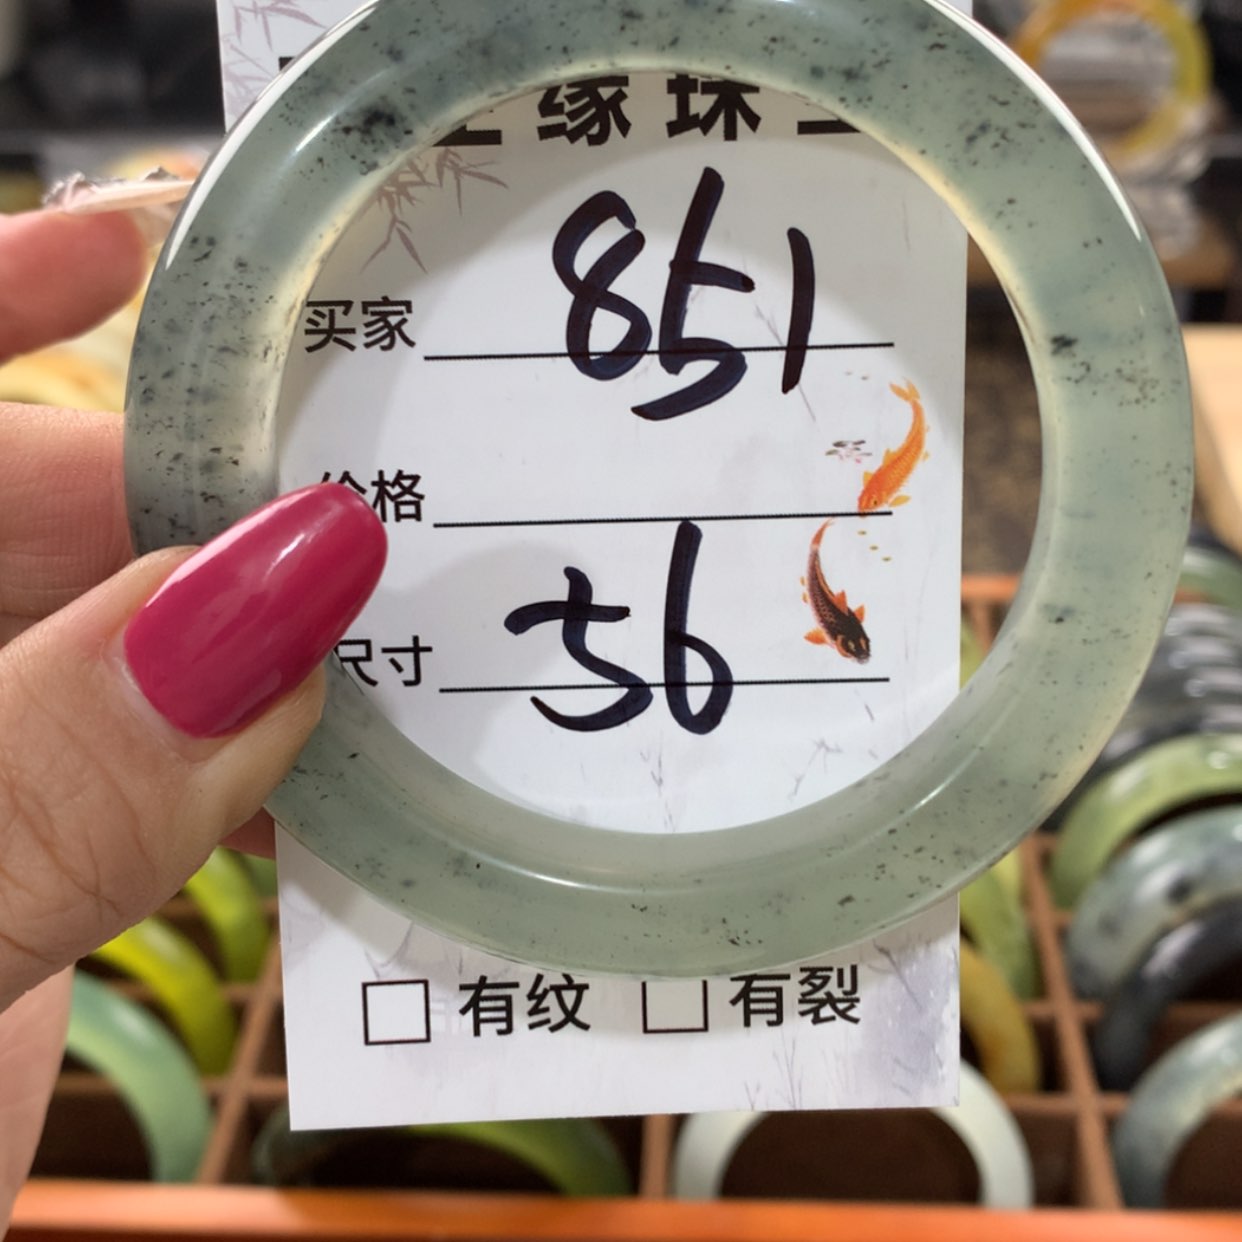 缘珠
买家 851
价格
尺寸 56
有纹 有裂